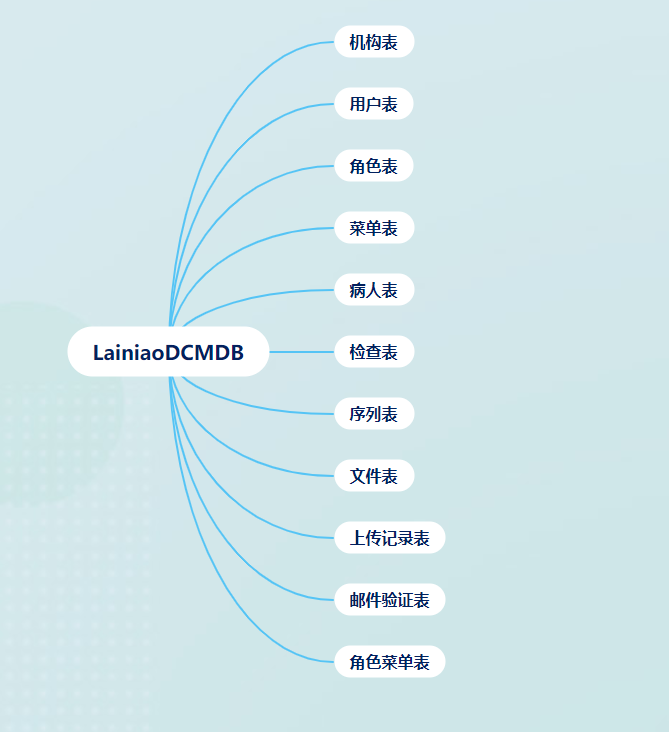 机构表
用户表
角色表
菜单表
病人表
LainiaoDCMDB
检查表
序列表
文件表
上传记录表
邮件验证表
角色菜单表